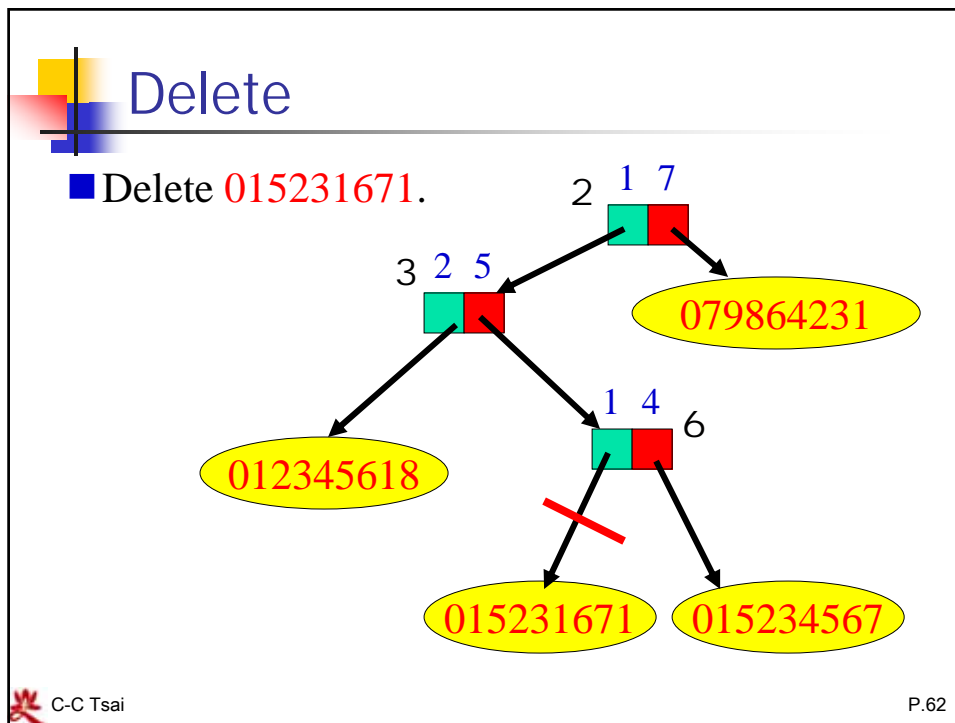 Delete
Delete 015231671.
2 1 7
3 2 5
079864231
1 4 6
012345618
015231671 015234567
C-C Tsai P.62